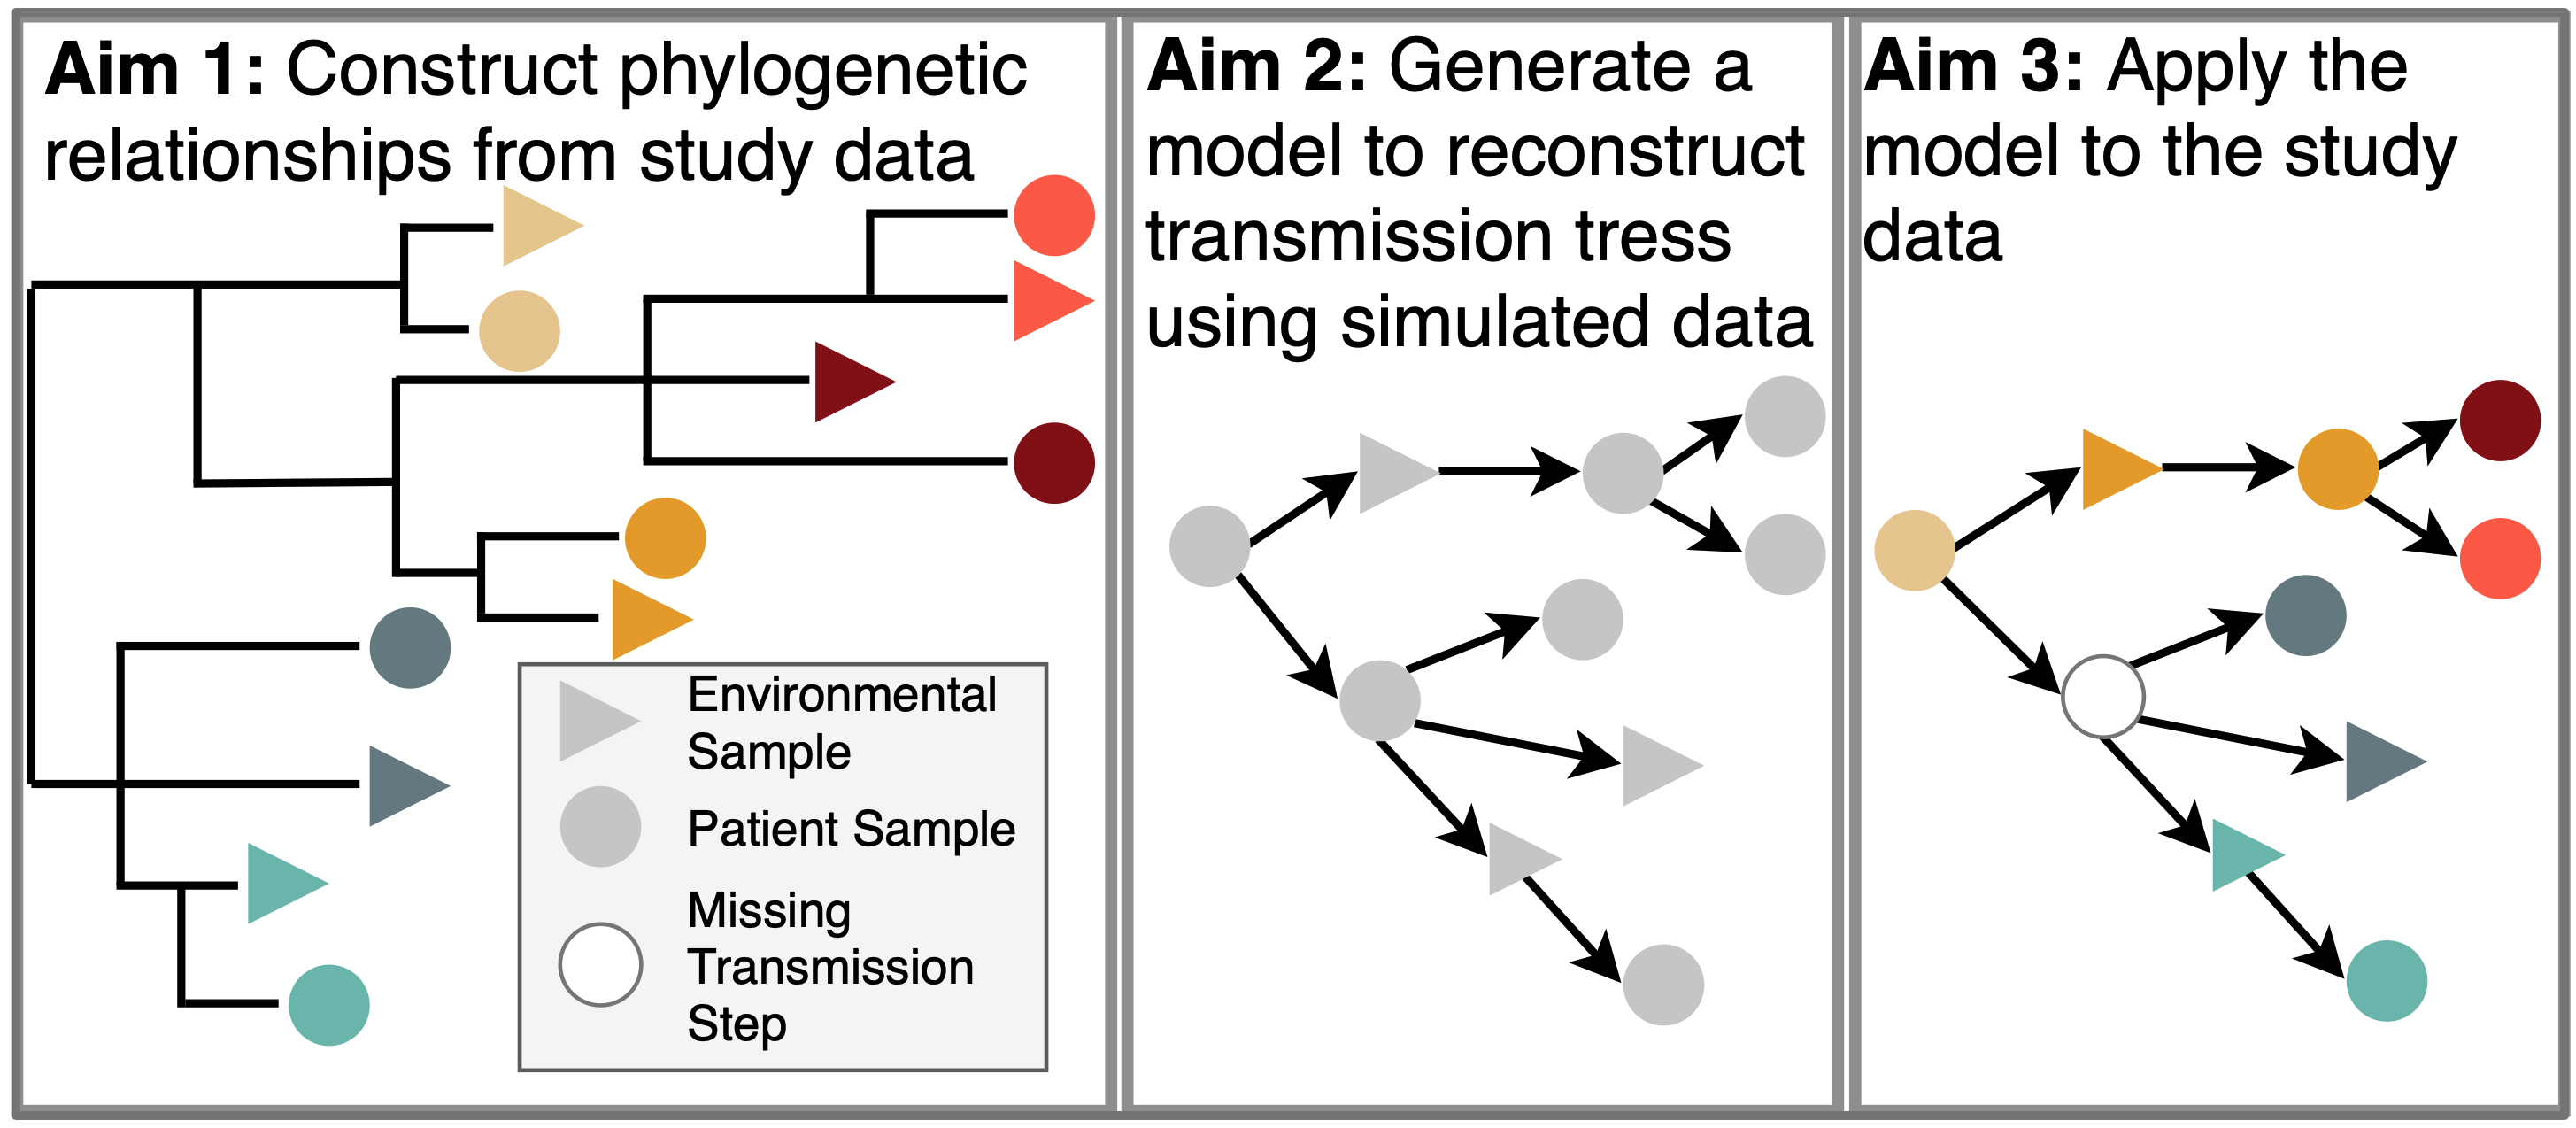 Aim 1: Construct phylogenetic
relationships from study data
Environmental
Sample
Patient Sample
Missing
Transmission
Step
Aim 2: Generate a
model to reconstruct
transmission tress
using simulated data
Aim 3: Apply the
model to the study
data